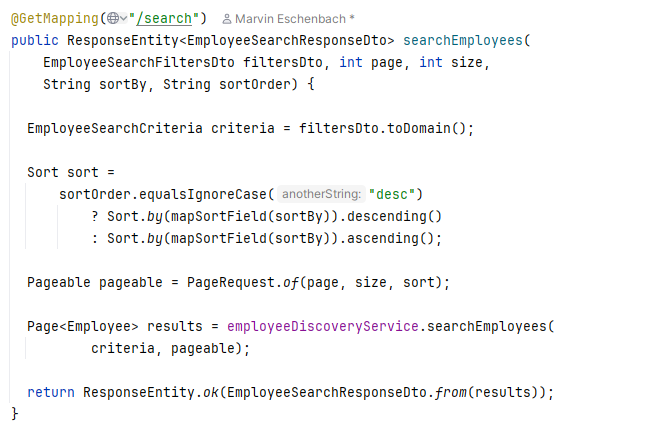 @GetMapping("/search") Marvin Eschenbach *
public ResponseEntity<EmployeeSearchResponseDto> searchEmployees(
    EmployeeSearchFiltersDto filtersDto, int page, int size,
    String sortBy, String sortOrder) {

  EmployeeSearchCriteria criteria = filtersDto.toDomain();

  Sort sort =
      sortOrder.equalsIgnoreCase( anotherString: "desc")
          ? Sort.by(mapSortField(sortBy)).descending()
          : Sort.by(mapSortField(sortBy)).ascending();

  Pageable pageable = PageRequest.of(page, size, sort);

  Page<Employee> results = employeeDiscoveryService.searchEmployees(
          criteria, pageable);

  return ResponseEntity.ok(EmployeeSearchResponseDto.from(results));
}